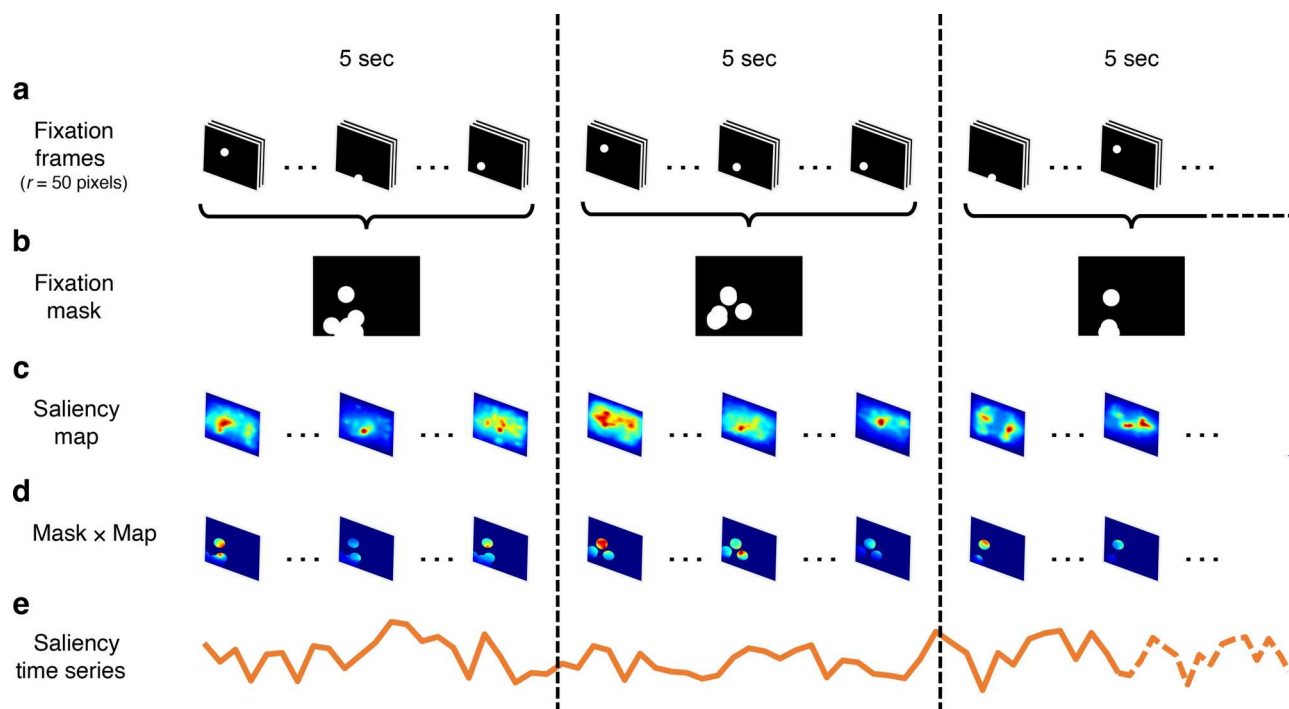 5 sec
5 sec
5 sec
a
Fixation
frames
(r = 50 pixels)
b
Fixation
mask
c
Saliency
map
d
Mask × Map
e
Saliency
time series